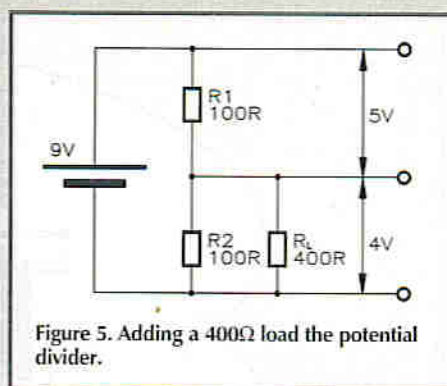 R1
100R
5V
9V
R2
100R
RL
400R
4V
Figure 5. Adding a 400Ω load the potential
divider.